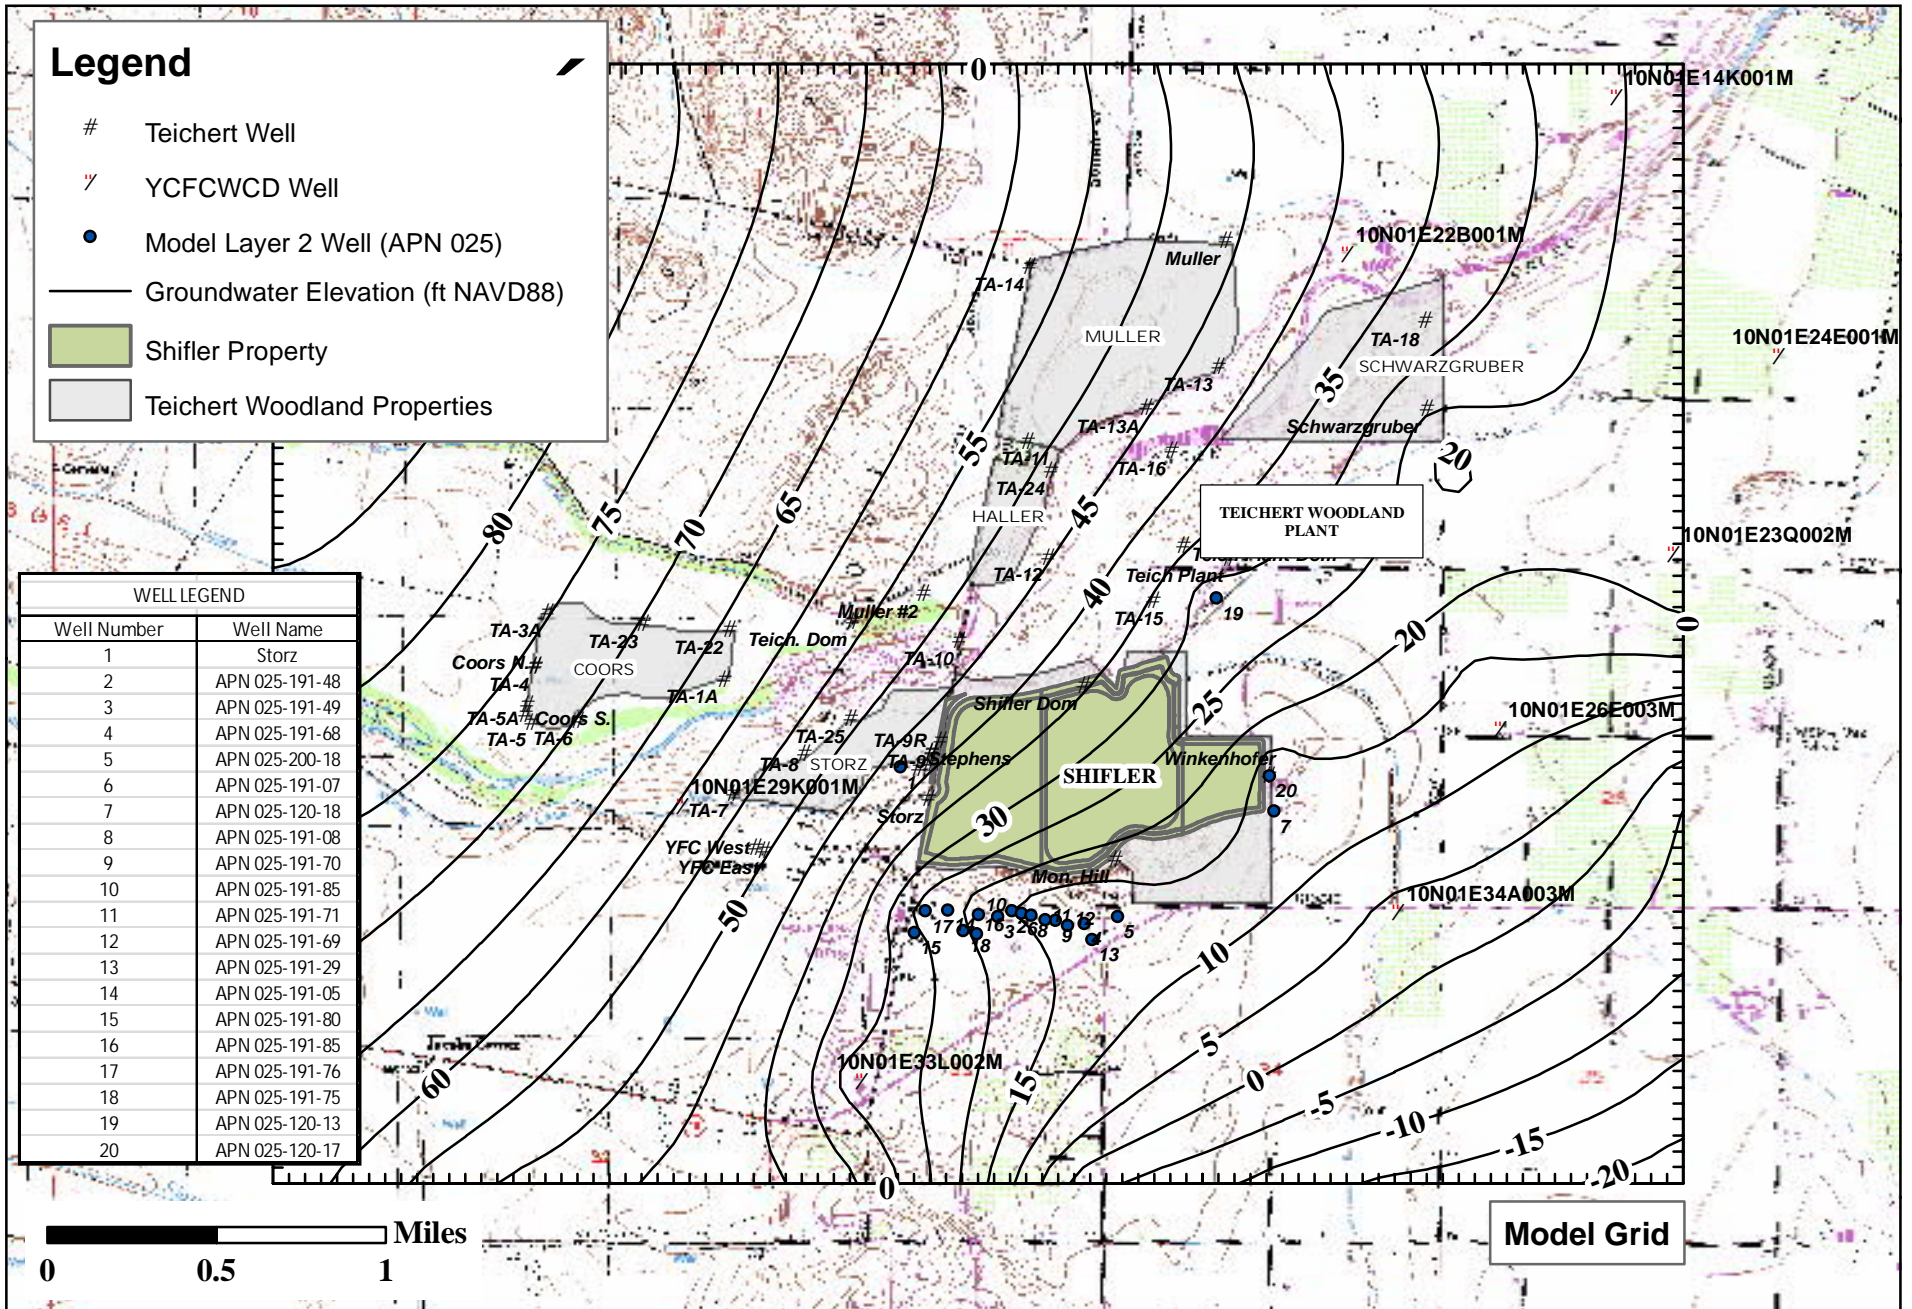 Legend
# Teichert Well
YCFCWCD Well
Model Layer 2 Well (APN 025)
Groundwater Elevation (ft NAVD88)
Shifler Property
Teichert Woodland Properties
0
10N01E14K001M
10N01E22B001M
Muller
TA-14
MULLER
TA-18
10N01E24E001M
SCHWARZGRUBER
35
TA-13
TA-13A
Schwarzgruber
55
TA-11
TA-16
20
TA-24
65
HALLER
45
TEICHERT WOODLAND
PLANT
80
75
70
10N01E23Q002M
TA-12
Teich Plant
40
TA-15
19
Muller #2
TA-3A
TA-23
TA-22
Teich. Dom
20
0
Coors N.
COORS
TA-10
TA-4
TA-1A
Shifler Dom
25
10N01E26E003M
TA-5A
Coors S.
TA-5
TA-6
TA-25
TA-9R
TA-8
STORZ
TA-9
Stephens
Winkenhofer
SHIFLER
10N01E29K001M
TA-7
1
20
Storz
30
7
YFC West
YFC East
Mon. Hill
10N01E34A003M
50
17
10
16
3
2
6
8
11
12
5
15
18
9
4
13
10
5
10N01E33L002M
15
0
60
-5
-10
-15
-20
0
WELL LEGEND
Well Number Well Name
1 Storz
2 APN 025-191-48
3 APN 025-191-49
4 APN 025-191-68
5 APN 025-200-18
6 APN 025-191-07
7 APN 025-120-18
8 APN 025-191-08
9 APN 025-191-70
10 APN 025-191-85
11 APN 025-191-71
12 APN 025-191-69
13 APN 025-191-29
14 APN 025-191-05
15 APN 025-191-80
16 APN 025-191-85
17 APN 025-191-76
18 APN 025-191-75
19 APN 025-120-13
20 APN 025-120-17
Miles
0 0.5 1
Model Grid